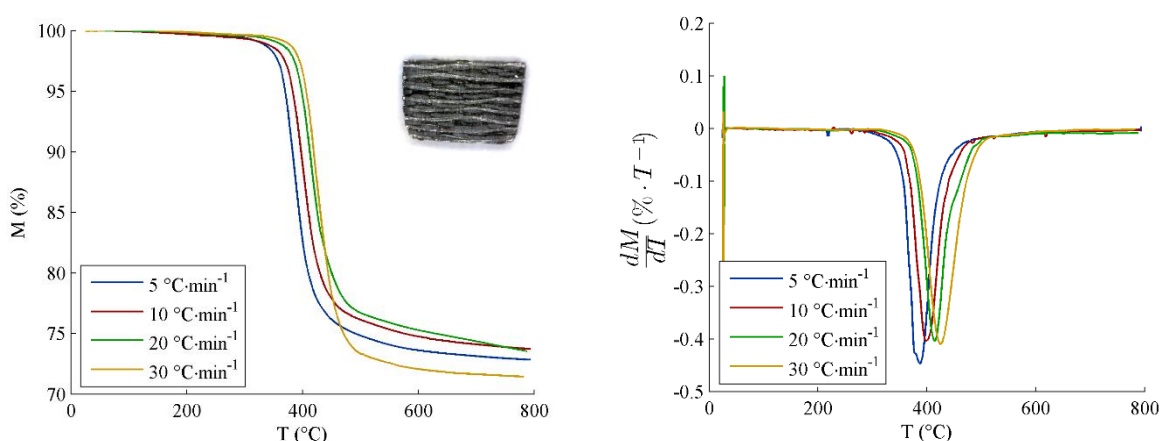 100
95
90
85
80
75
70
M (%)
0
200
400
600
800
T (°C)
5 °C·min⁻¹
10 °C·min⁻¹
20 °C·min⁻¹
30 °C·min⁻¹
0.2
0.1
0
-0.1
-0.2
-0.3
-0.4
-0.5
dM/dT (% · T⁻¹)
0
200
400
600
800
T (°C)
5 °C·min⁻¹
10 °C·min⁻¹
20 °C·min⁻¹
30 °C·min⁻¹